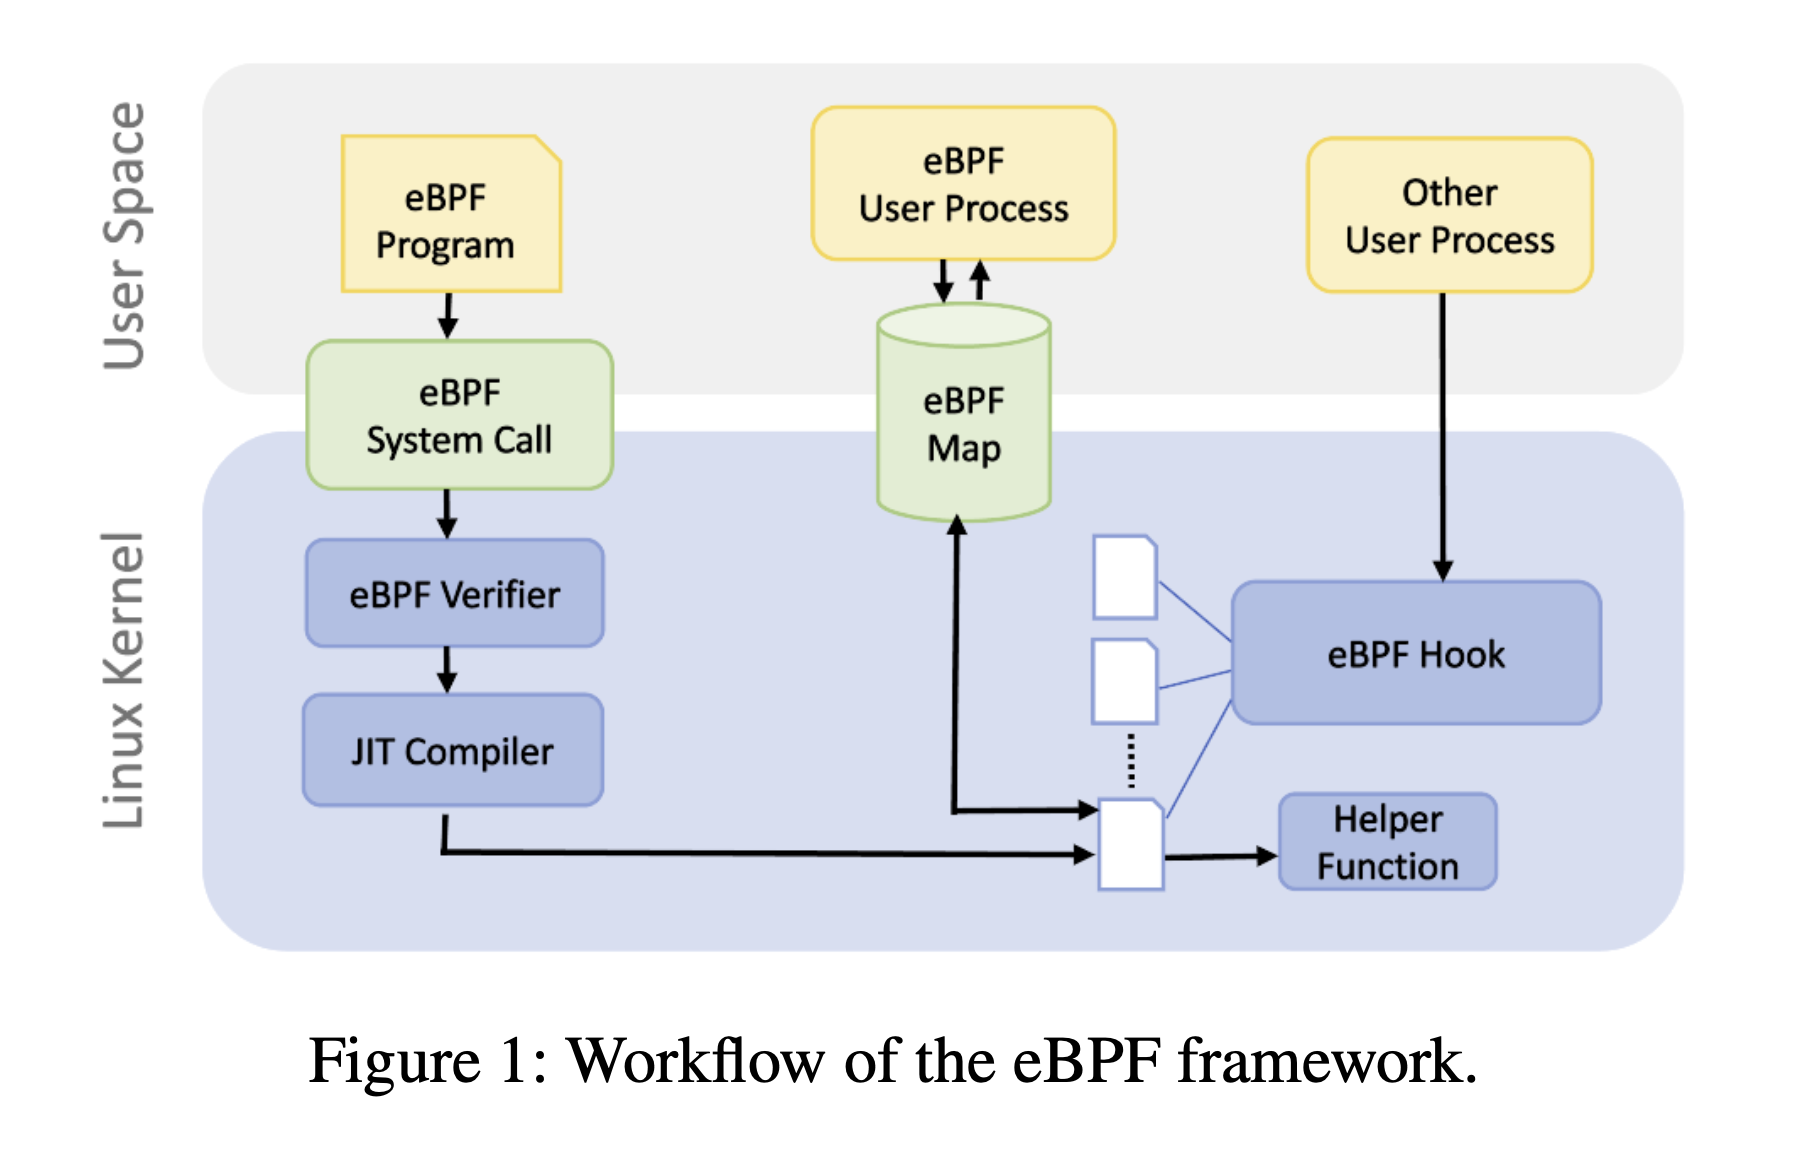 User Space
eBPF
Program
eBPF
User Process
Other
User Process
eBPF
System Call
eBPF
Map
Linux Kernel
eBPF Verifier
eBPF Hook
JIT Compiler
Helper
Function
Figure 1: Workflow of the eBPF framework.